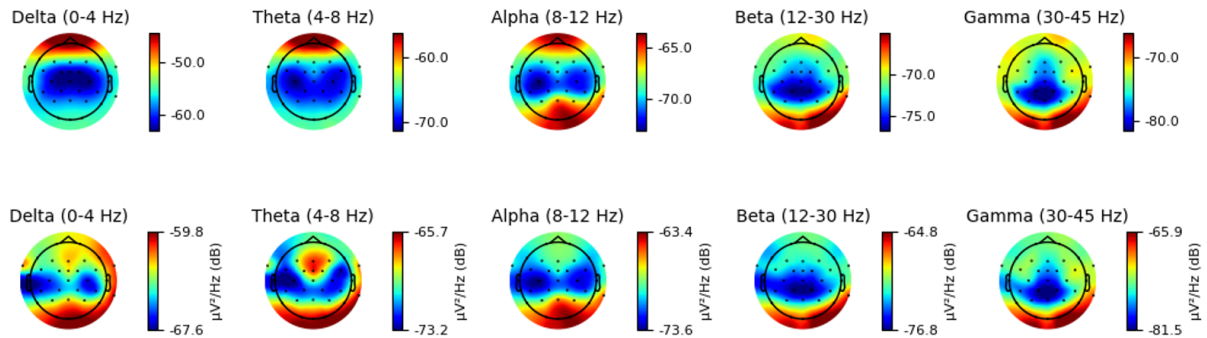 Delta (0-4 Hz) Theta (4-8 Hz) Alpha (8-12 Hz) Beta (12-30 Hz) Gamma (30-45 Hz)
-50.0 -60.0 -65.0 -70.0 -70.0
-60.0 -70.0 -70.0 -75.0 -80.0
Delta (0-4 Hz) Theta (4-8 Hz) Alpha (8-12 Hz) Beta (12-30 Hz) Gamma (30-45 Hz)
-59.8 -65.7 -63.4 -64.8 -65.9
µV²/Hz (dB) µV²/Hz (dB) µV²/Hz (dB) µV²/Hz (dB) µV²/Hz (dB)
-67.6 -73.2 -73.6 -76.8 -81.5